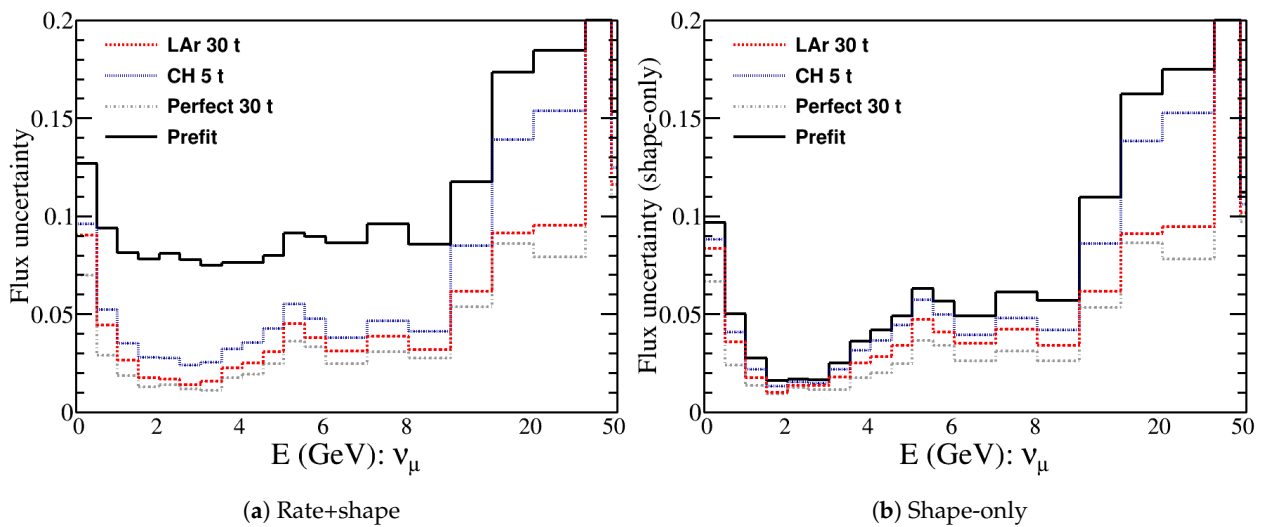 0.2
0.15
0.1
0.05
0
Flux uncertainty
LAr 30 t
CH 5 t
Perfect 30 t
Prefit
0 2 4 6 8 20 50
E (GeV): νμ
(a) Rate+shape
0.2
0.15
0.1
0.05
0
Flux uncertainty (shape-only)
LAr 30 t
CH 5 t
Perfect 30 t
Prefit
0 2 4 6 8 20 50
E (GeV): νμ
(b) Shape-only